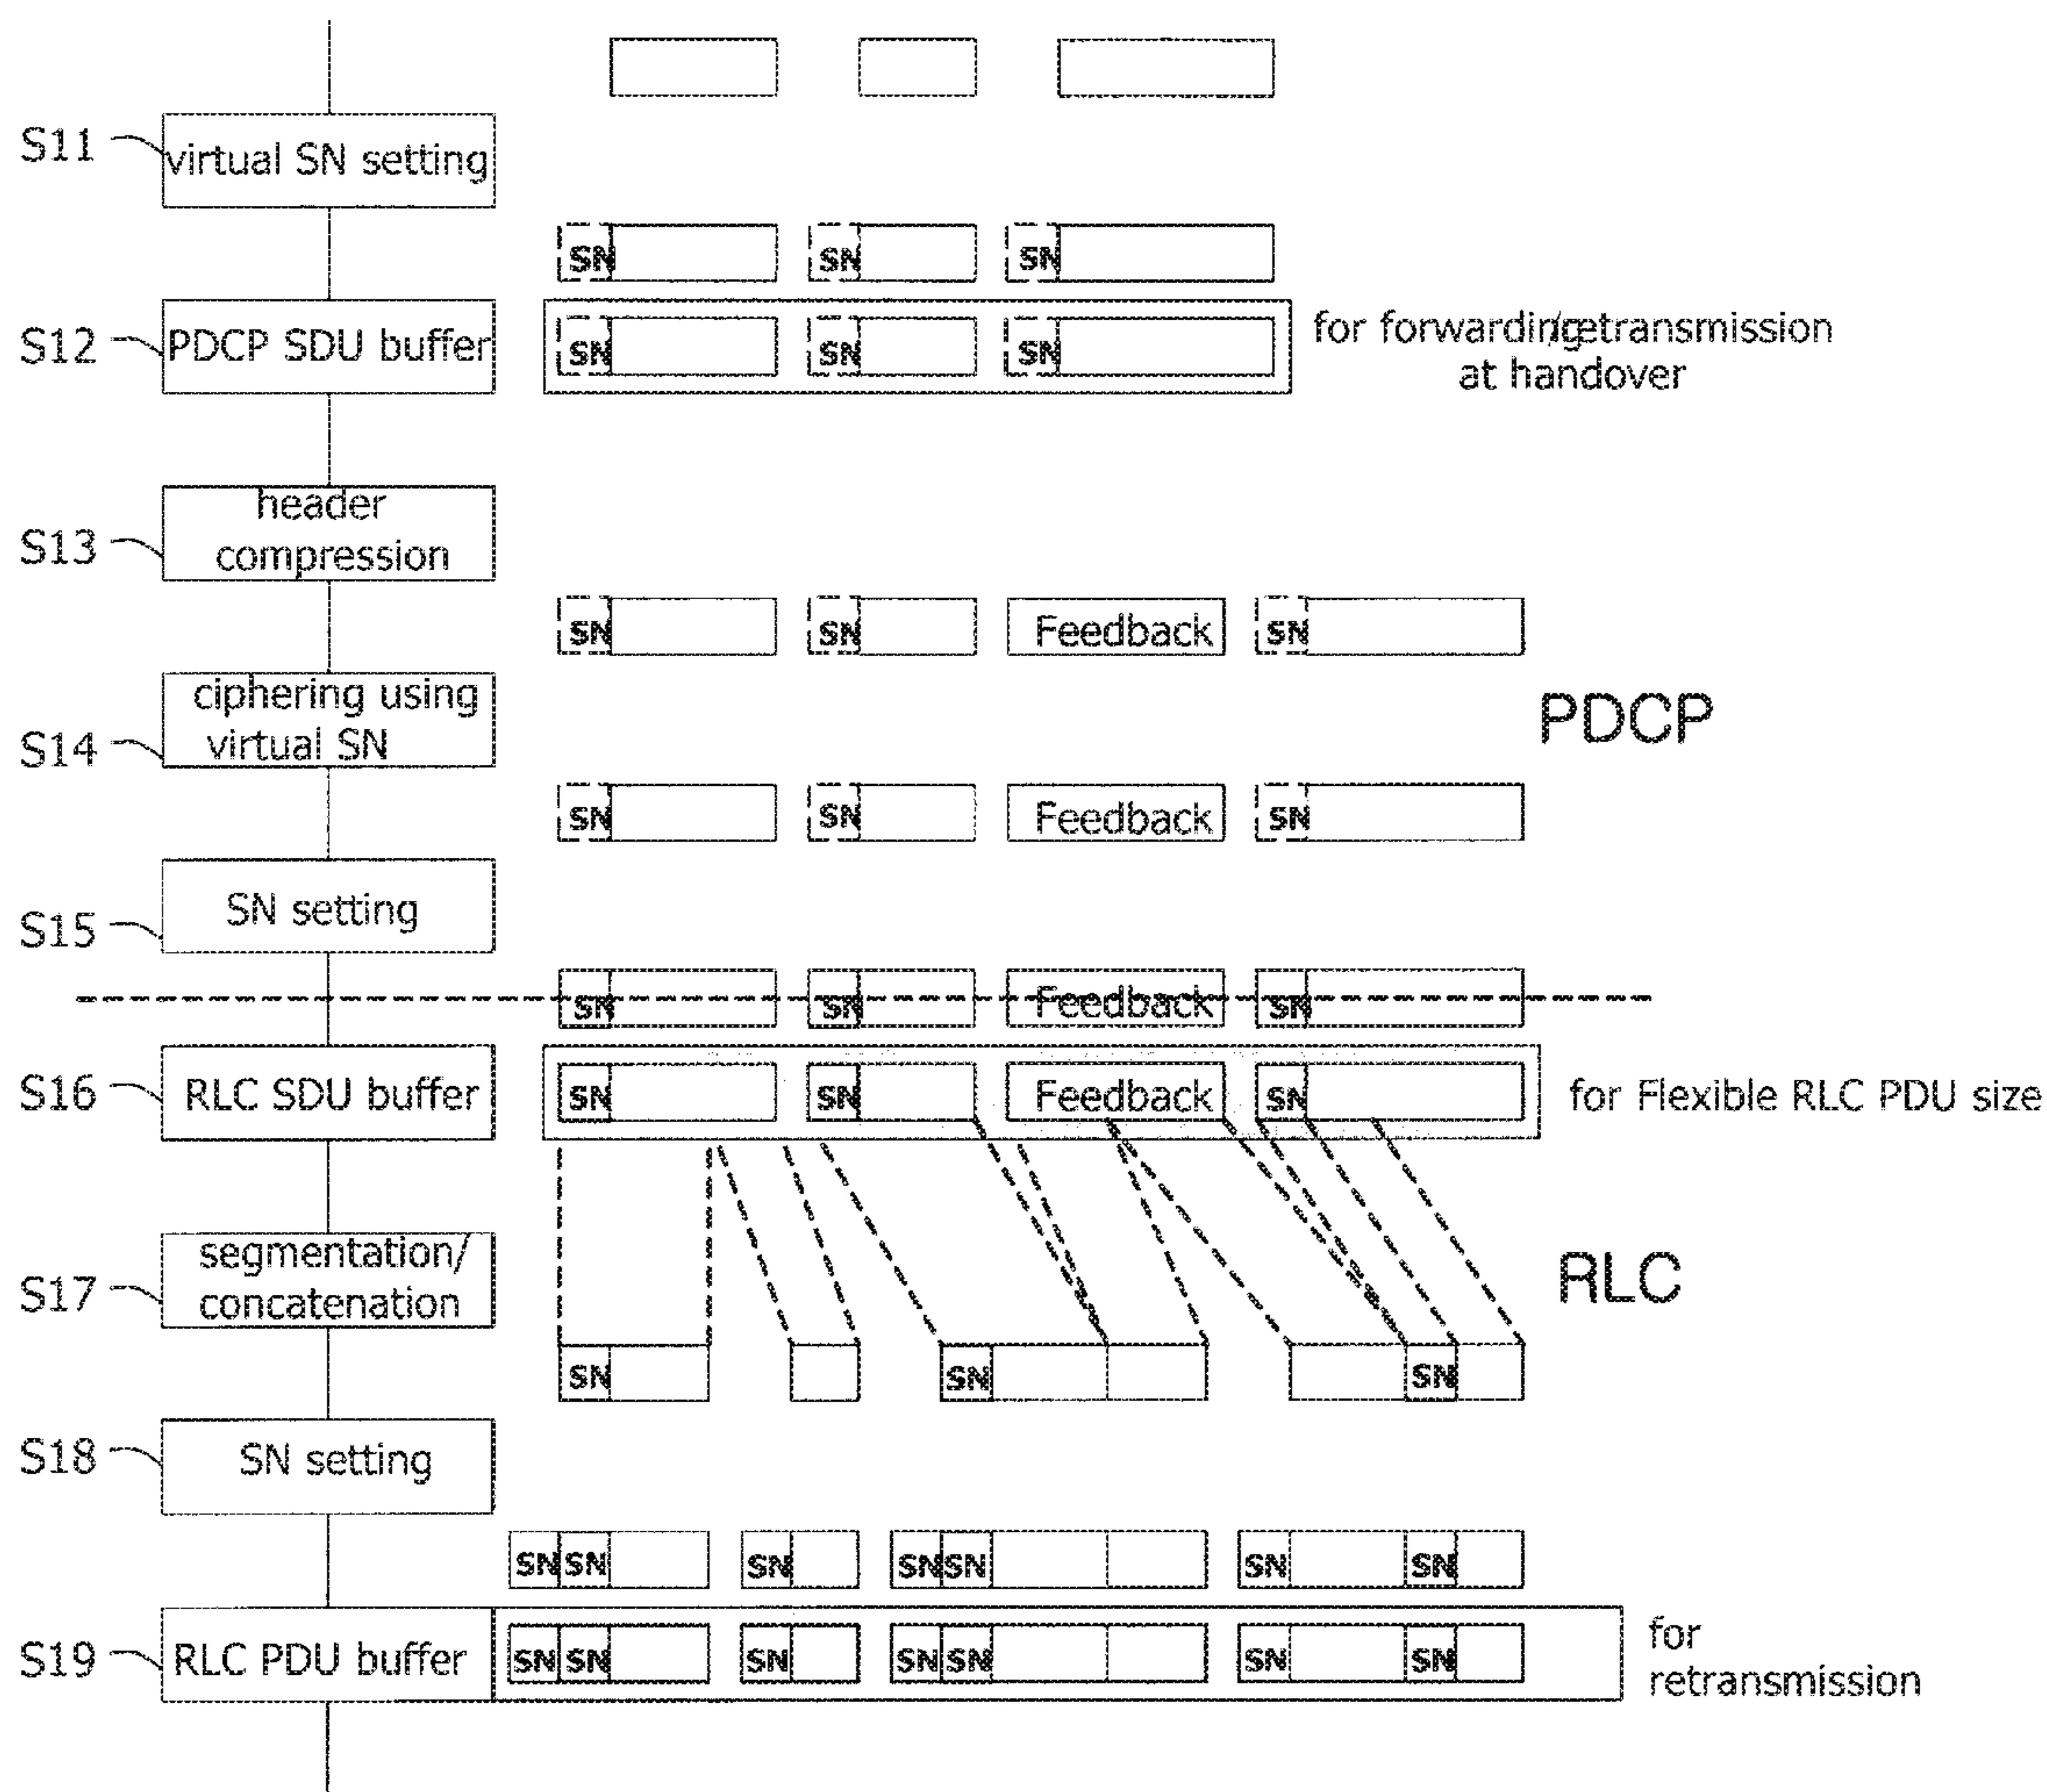 S11
virtual SN setting
SN SN SN
S12
PDCP SDU buffer
SN SN SN
for forwarding/retransmission
at handover
S13
header
compression
SN SN Feedback SN
S14
ciphering using
virtual SN
PDCP
SN SN Feedback SN
S15
SN setting
SN SN Feedback SN
S16
RLC SDU buffer
SN SN Feedback SN
for Flexible RLC PDU size
S17
segmentation/
concatenation
RLC
SN SN SN
S18
SN setting
SN SN SN SN SN SN SN
S19
RLC PDU buffer
SN SN SN SN SN SN SN
for
retransmission